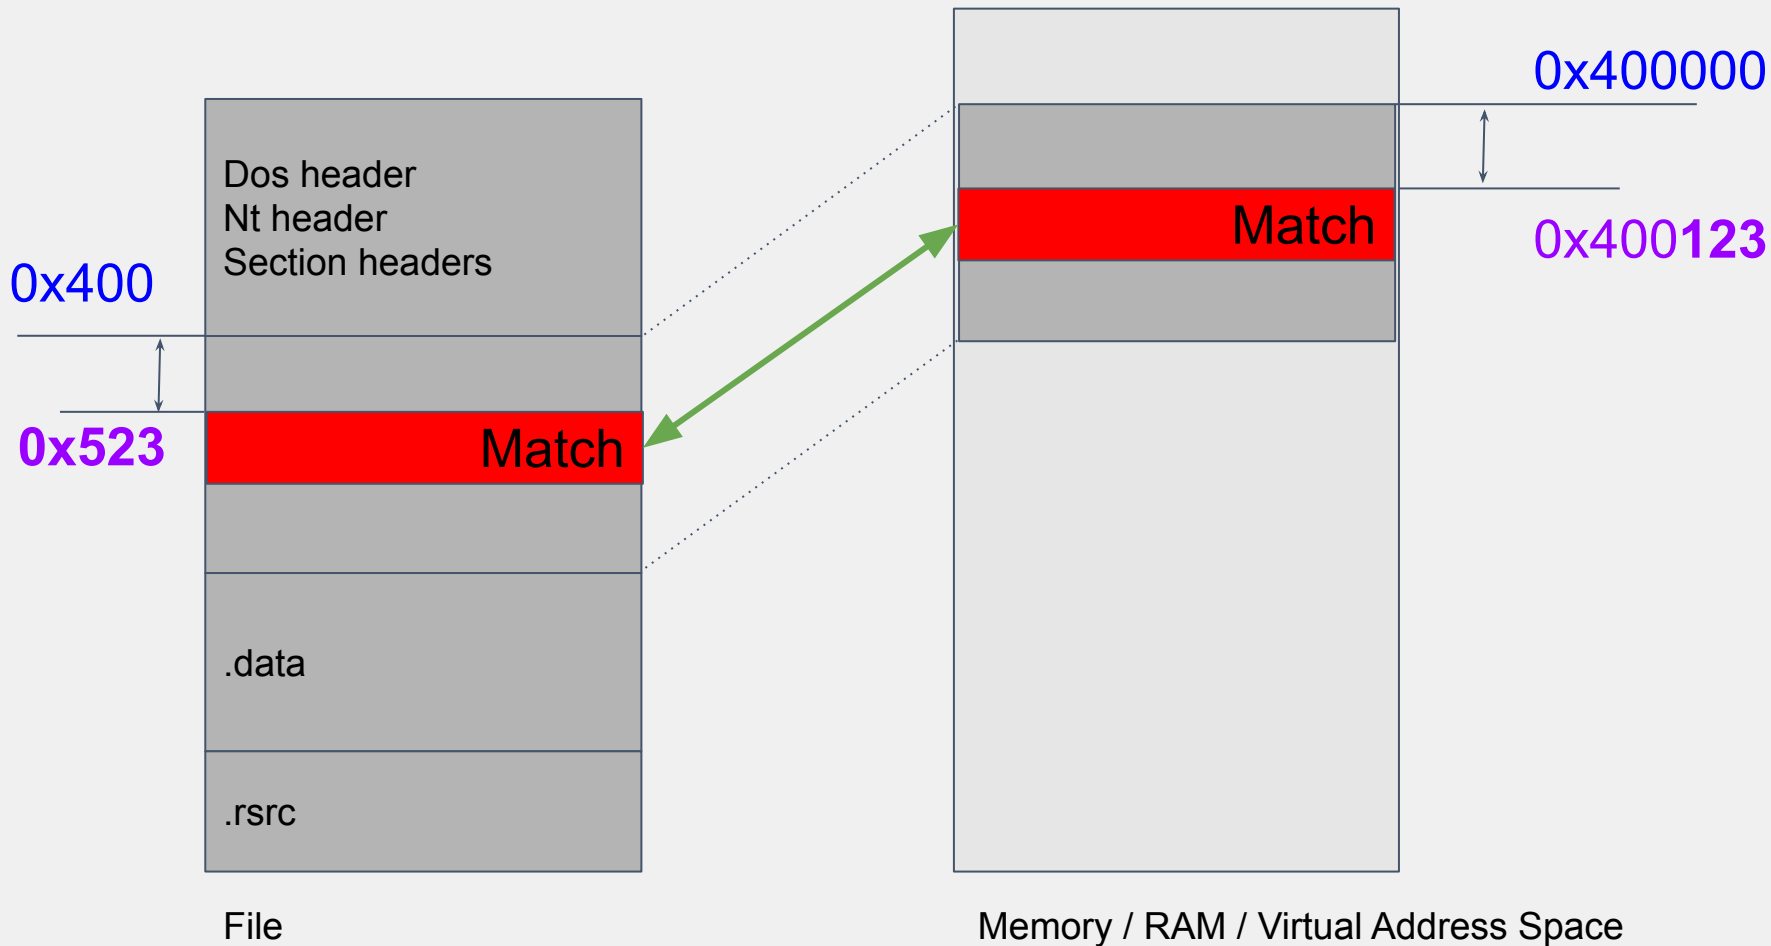 Dos header
Nt header
Section headers
0x400
0x523
Match
.data
.rsrc
File
0x400000
Match
0x400123
Memory / RAM / Virtual Address Space